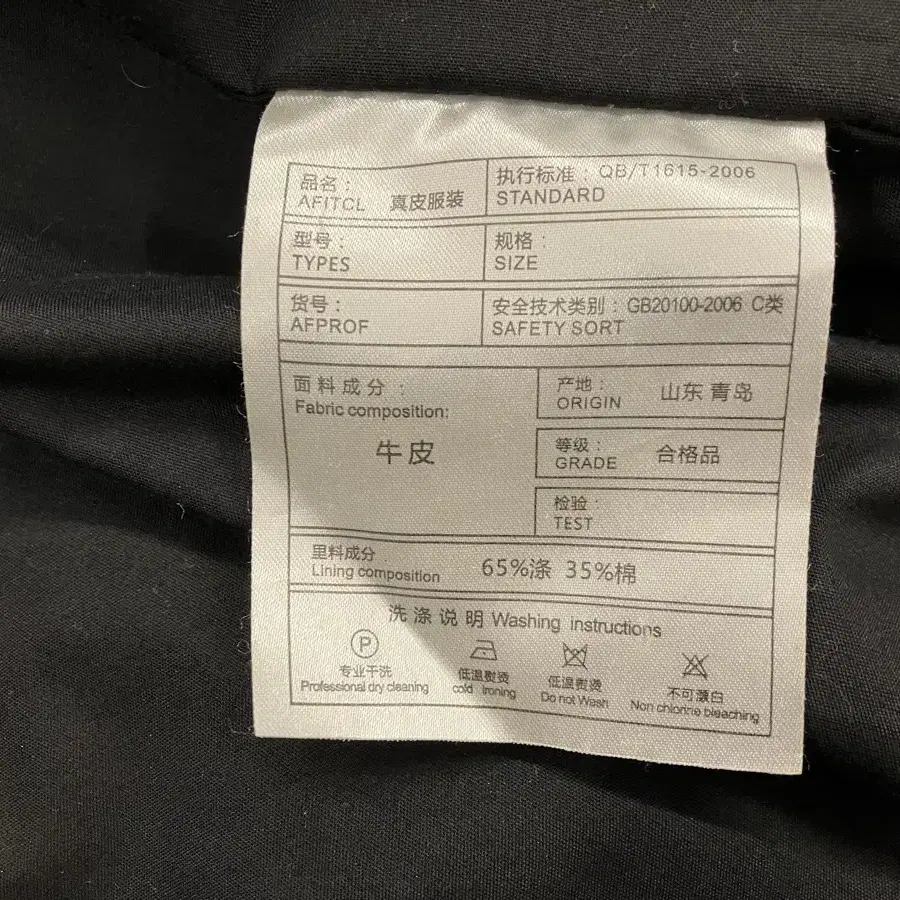 品名：
AFITCL 真皮服装
执行标准：QB/T1615-2006
STANDARD
型号：
TYPES
规格：
SIZE
货号：
AFPROF
安全技术类别：GB20100-2006 C类
SAFETY SORT
面料成分：
Fabric composition:
牛皮
产地：
ORIGIN 山东 青岛
等级：
GRADE 合格品
检验：
TEST
里料成分
Lining composition 65%涤 35%棉
洗涤说明 Washing instructions
P
专业干洗
Professional dry cleaning
低温熨烫
cold ironing
低温熨烫
Do not Wash
不可漂白
Non chlorine bleaching